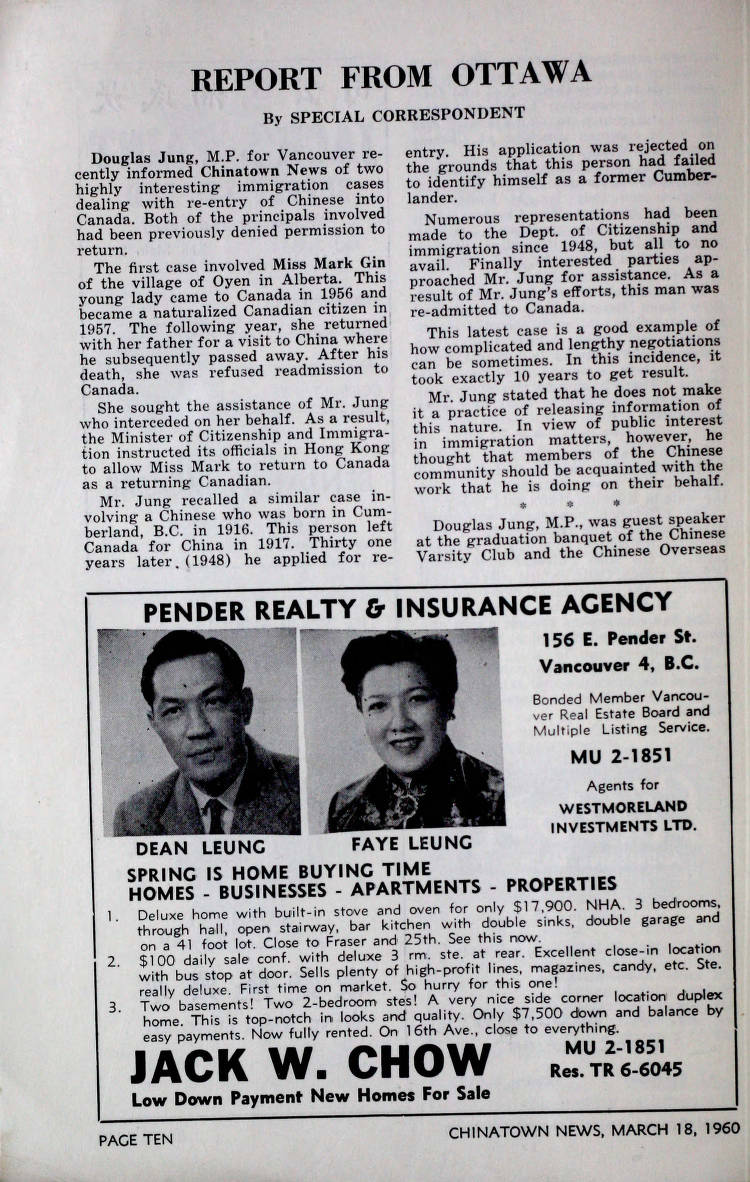 REPORT FROM OTTAWA
By SPECIAL CORRESPONDENT
Douglas Jung, M.P. for Vancouver re-
cently informed Chinatown News of two
highly interesting immigration cases
dealing with re-entry of Chinese into
Canada. Both of the principals involved
had been previously denied permission to
return.
The first case involved Miss Mark Gin
of the village of Oyen in Alberta. This
young lady came to Canada in 1956 and
became a naturalized Canadian citizen in
1957. The following year, she returned
with her father for a visit to China where
he subsequently passed away. After his
death, she was refused readmission to
Canada.
She sought the assistance of Mr. Jung
who interceded on her behalf. As a result,
the Minister of Citizenship and Immigra-
tion instructed its officials in Hong Kong
to allow Miss Mark to return to Canada
as a returning Canadian.
Mr. Jung recalled a similar case in-
volving a Chinese who was born in Cum-
berland, B.C. in 1916. This person left
Canada for China in 1917. Thirty one
years later. (1948) he applied for re-
entry. His application was rejected on
the grounds that this person had failed
to identify himself as a former Cumber-
lander.
Numerous representations had been
made to the Dept. of Citizenship and
immigration since 1948, but all to no
avail. Finally interested parties ap-
proached Mr. Jung for assistance. As a
result of Mr. Jung's efforts, this man was
re-admitted to Canada.
This latest case is a good example of
how complicated and lengthy negotiations
can be sometimes. In this incidence, it
took exactly 10 years to get result.
Mr. Jung stated that he does not make
it a practice of releasing information of
this nature. In view of public interest
in immigration matters, however, he
thought that members of the Chinese
community should be acquainted with the
work that he is doing on their behalf.
* * *
Douglas Jung, M.P., was guest speaker
at the graduation banquet of the Chinese
Varsity Club and the Chinese Overseas
PENDER REALTY & INSURANCE AGENCY
156 E. Pender St.
Vancouver 4, B.C.
Bonded Member Vancou-
ver Real Estate Board and
Multiple Listing Service.
MU 2-1851
Agents for
WESTMORELAND
INVESTMENTS LTD.
DEAN LEUNG
FAYE LEUNG
SPRING IS HOME BUYING TIME
HOMES - BUSINESSES - APARTMENTS - PROPERTIES
1. Deluxe home with built-in stove and oven for only $17,900. NHA. 3 bedrooms,
through hall, open stairway, bar kitchen with double sinks, double garage and
on a 41 foot lot. Close to Fraser and 25th. See this now.
2. $100 daily sale conf. with deluxe 3 rm. ste. at rear. Excellent close-in location
with bus stop at door. Sells plenty of high-profit lines, magazines, candy, etc. Ste.
really deluxe. First time on market. So hurry for this one!
3. Two basements! Two 2-bedroom stes! A very nice side corner location duplex
home. This is top-notch in looks and quality. Only $7,500 down and balance by
easy payments. Now fully rented. On 16th Ave., close to everything.
JACK W. CHOW
MU 2-1851
Res. TR 6-6045
Low Down Payment New Homes For Sale
PAGE TEN
CHINATOWN NEWS, MARCH 18, 1960